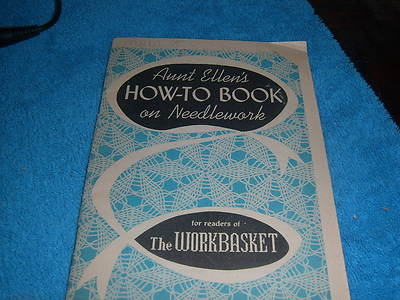 Aunt Ellen's
HOW-TO BOOK
on Needlework
for readers of
The WORKBASKET